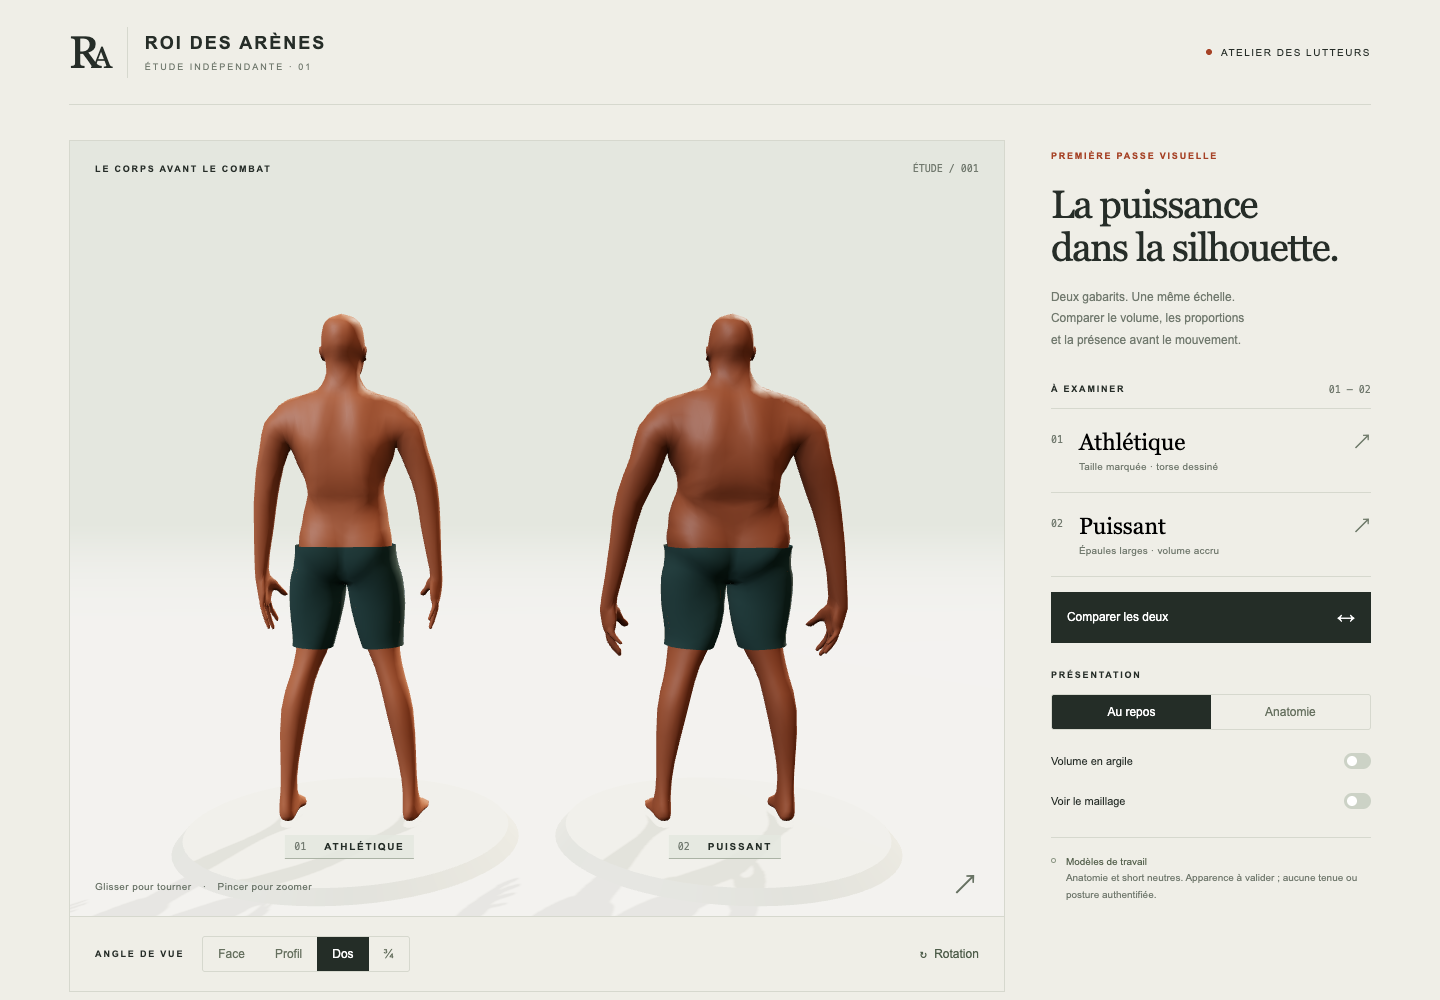 RA
ROI DES ARÈNES
ÉTUDE INDÉPENDANTE · 01
ATELIER DES LUTTEURS
LE CORPS AVANT LE COMBAT
ÉTUDE / 001
01 ATHLÉTIQUE
02 PUISSANT
Glisser pour tourner · Pincer pour zoomer
ANGLE DE VUE
Face
Profil
Dos
¾
↻ Rotation
PREMIÈRE PASSE VISUELLE
La puissance
dans la silhouette.
Deux gabarits. Une même échelle.
Comparer le volume, les proportions
et la présence avant le mouvement.
À EXAMINER
01 — 02
01 Athlétique
Taille marquée · torse dessiné
02 Puissant
Épaules larges · volume accru
Comparer les deux
PRÉSENTATION
Au repos
Anatomie
Volume en argile
Voir le maillage
Modèles de travail
Anatomie et short neutres. Apparence à valider ; aucune tenue ou
posture authentifiée.